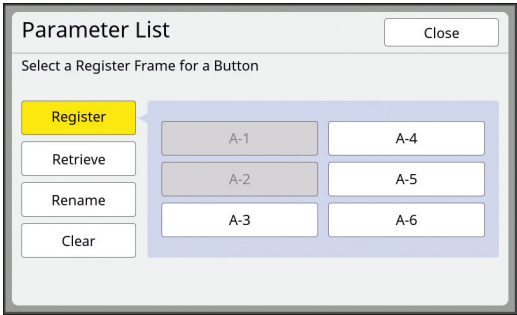 Parameter List
Close
Select a Register Frame for a Button
Register
A-1
A-4
Retrieve
A-2
A-5
Rename
A-3
A-6
Clear